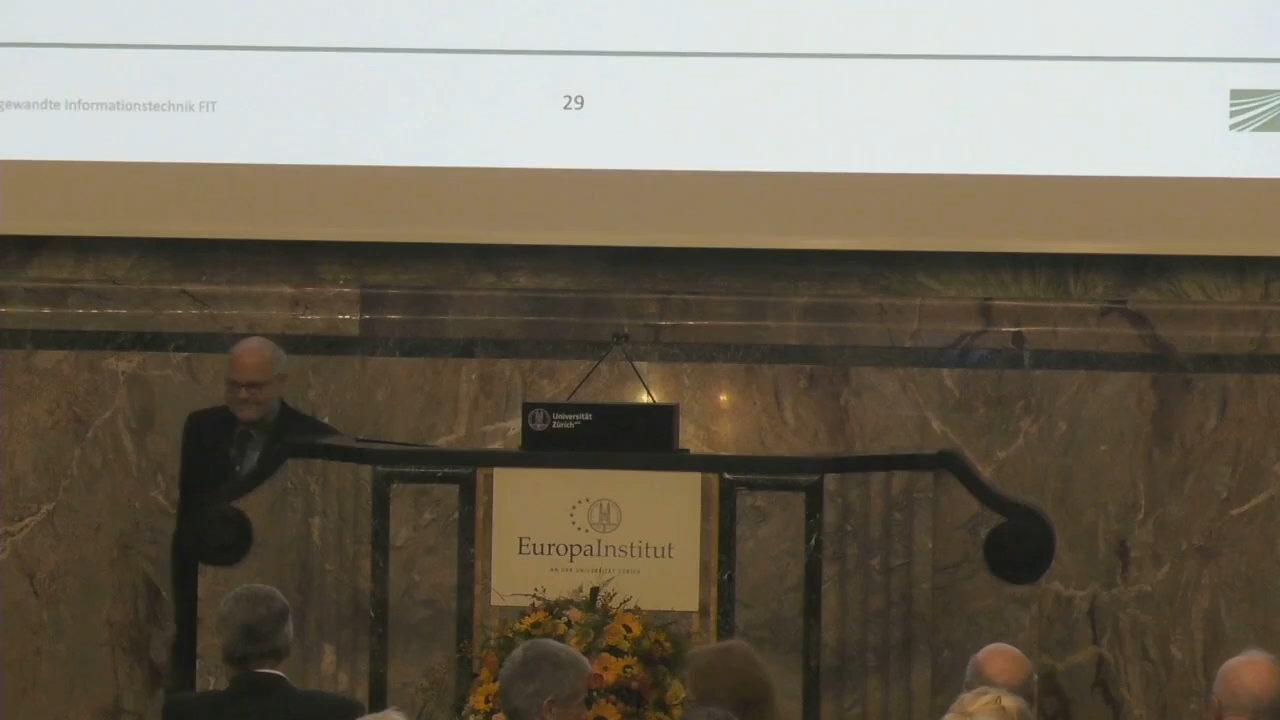 gewandte Informationstechnik FIT
29
Universität
Zürich
EuropaInstitut
AN DER UNIVERSITÄT ZÜRICH